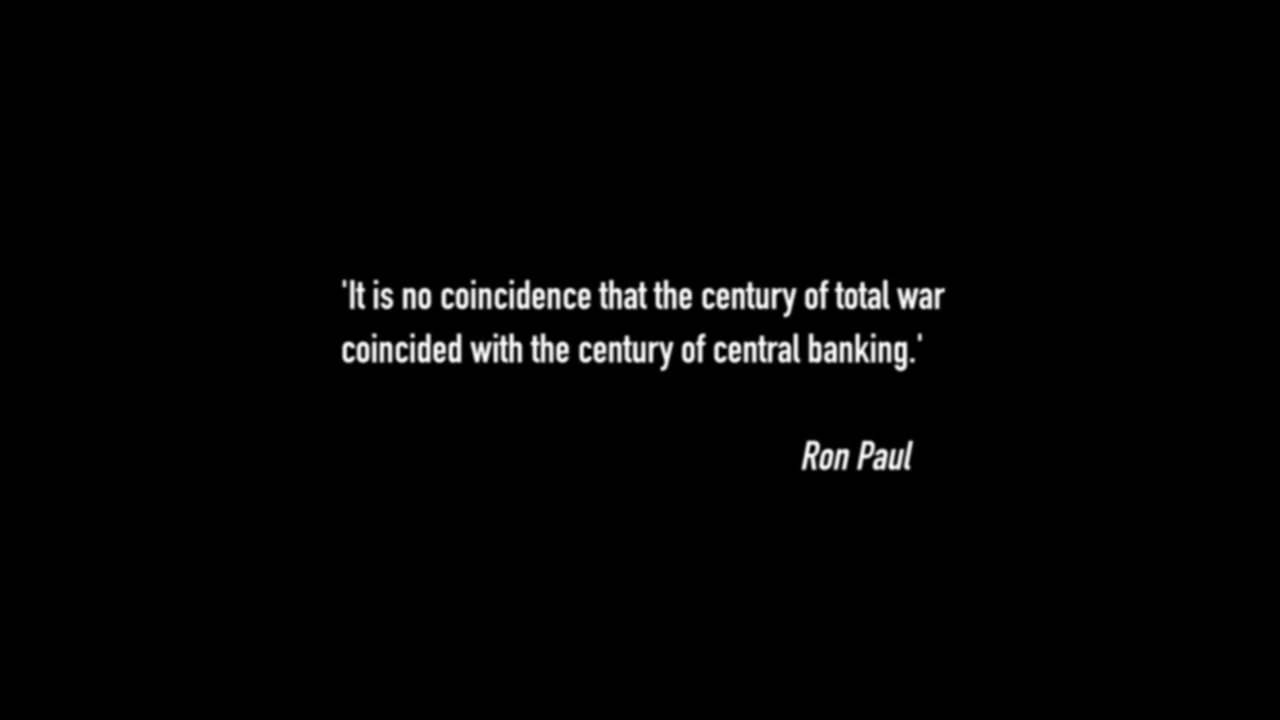 'It is no coincidence that the century of total war
coincided with the century of central banking.'
Ron Paul